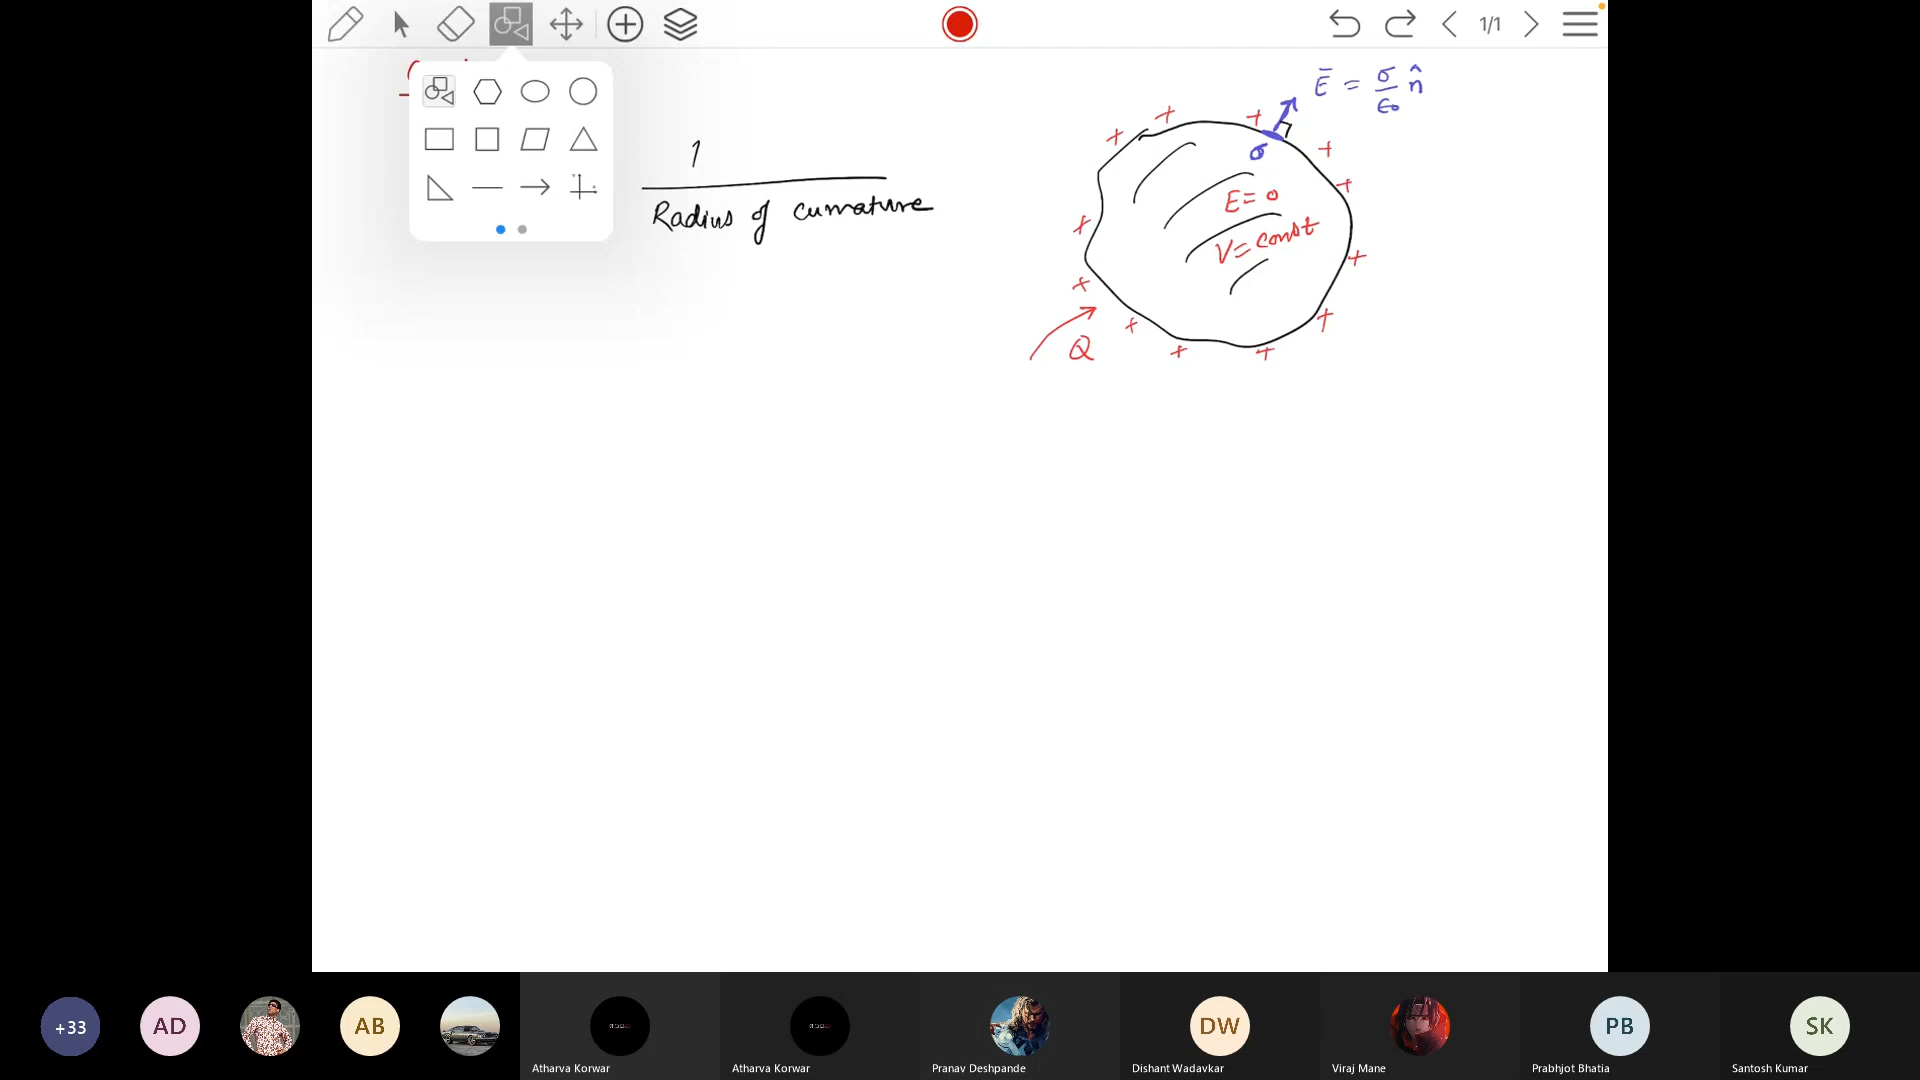 1/1
Ē = σ/ε₀ n̂
1
σ
Radius of curvature
E = 0
V = const
Q
+33
AD
AB
DW
PB
SK
Atharva Korwar
Atharva Korwar
Pranav Deshpande
Dishant Wadavkar
Viraj Mane
Prabhjot Bhatia
Santosh Kumar